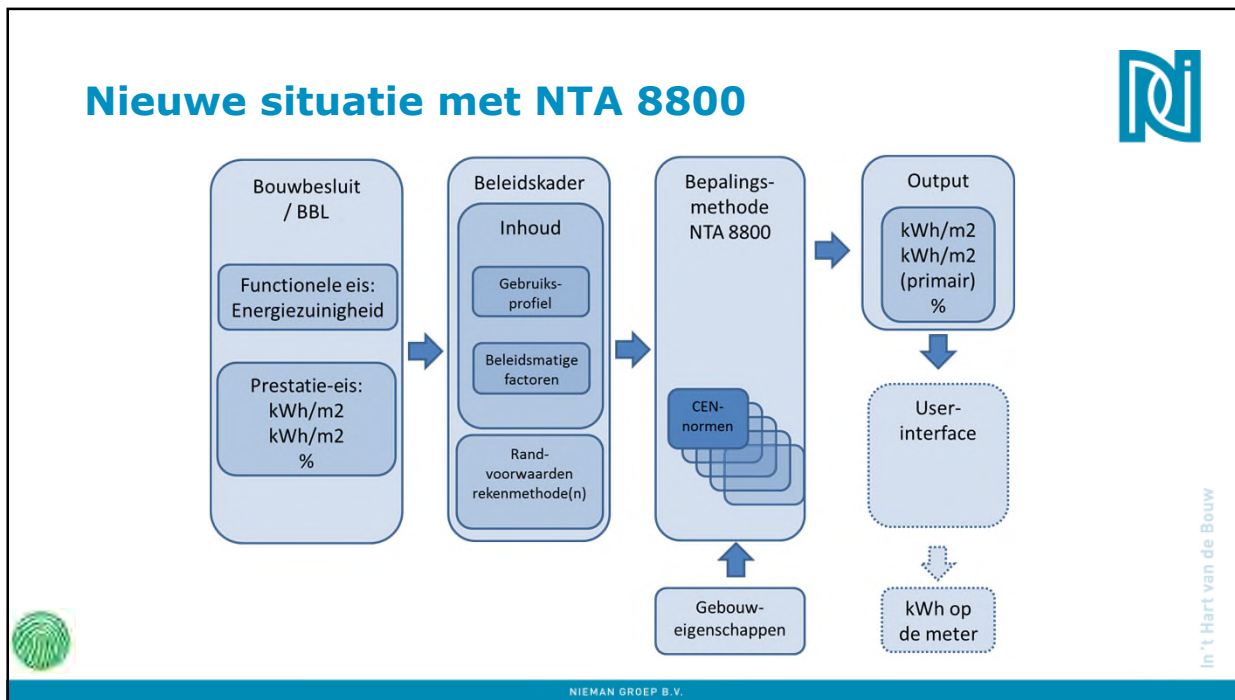 Nieuwe situatie met NTA 8800
Bouwbesluit
/ BBL
Functionele eis:
Energiezuinigheid
Prestatie-eis:
kWh/m2
kWh/m2
%
Beleidskader
Inhoud
Gebruiks-
profiel
Beleidsmatige
factoren
Rand-
voorwaarden
rekenmethode(n)
Bepalings-
methode
NTA 8800
CEN-
normen
Gebouw-
eigenschappen
Output
kWh/m2
kWh/m2
(primair)
%
User-
interface
kWh op
de meter
In 't Hart van de Bouw
NIEMAN GROEP B.V.